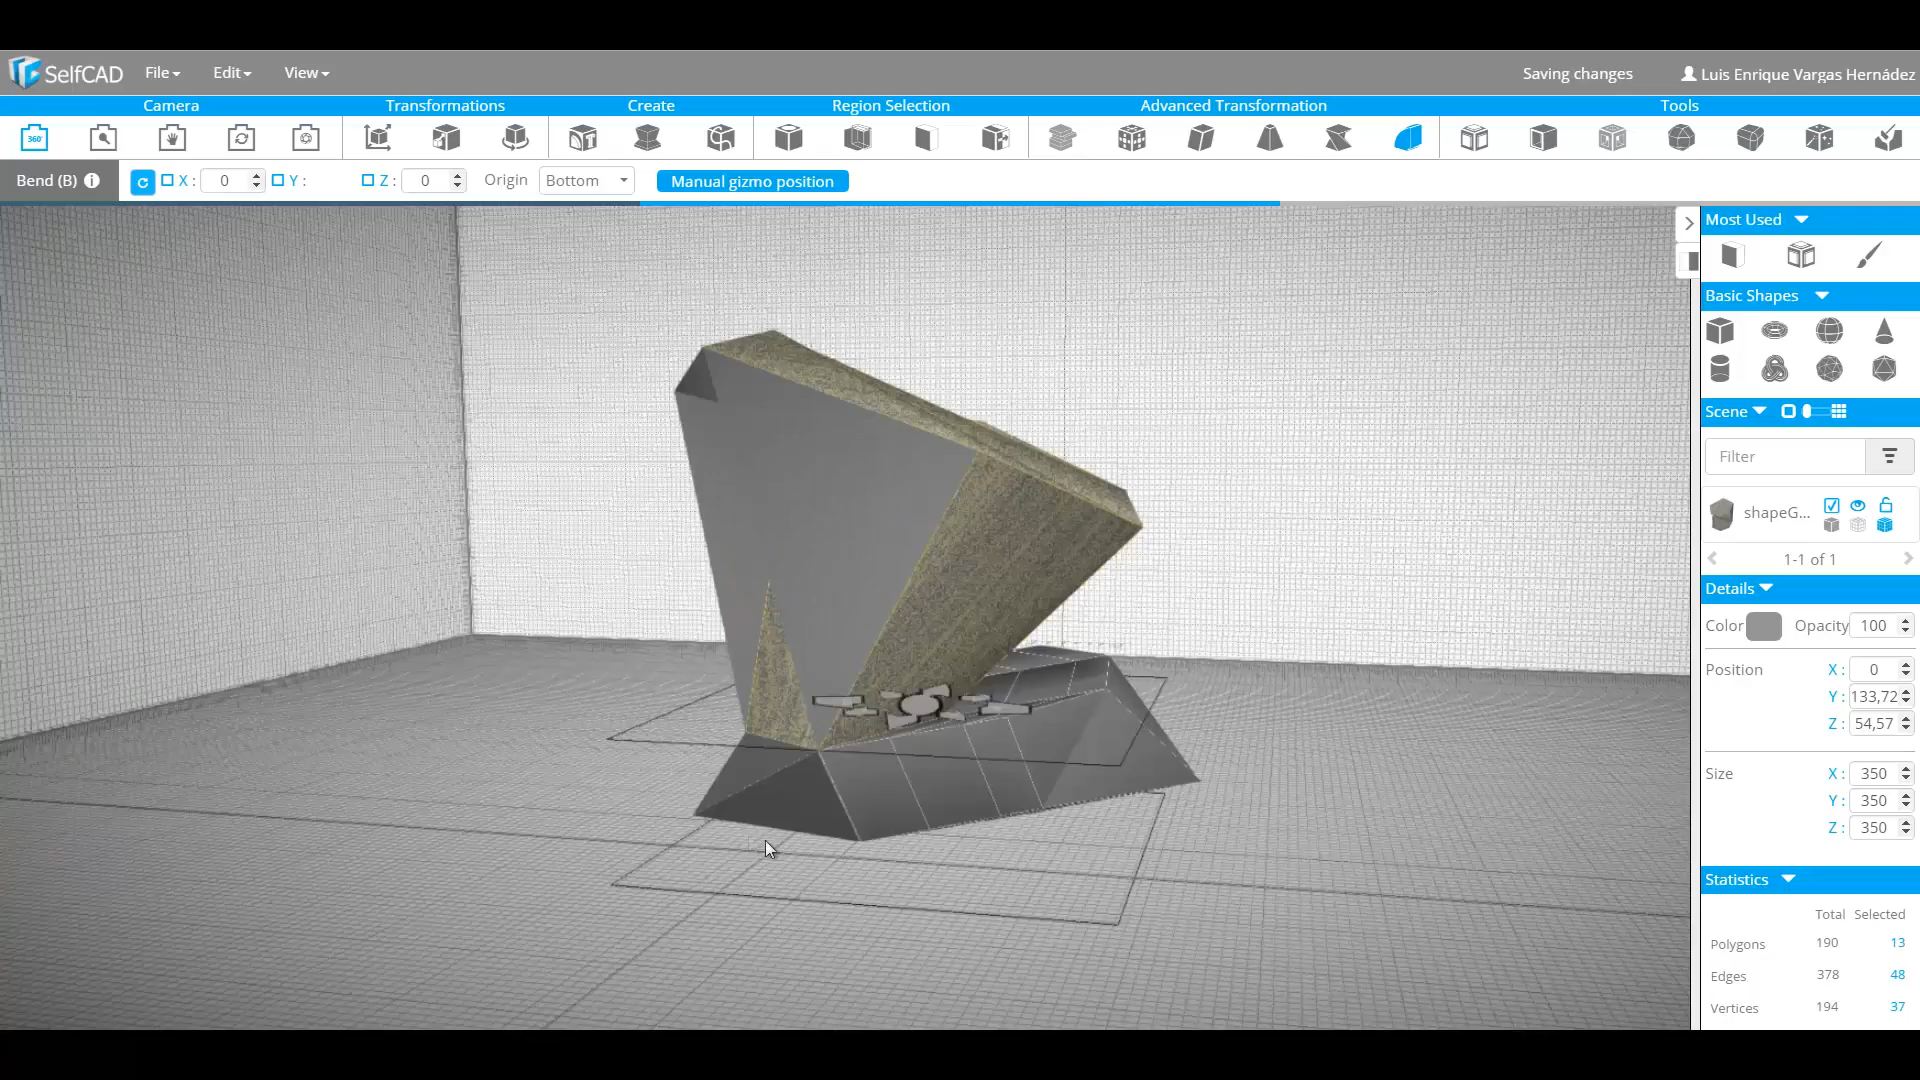 SelfCAD File Edit View Saving changes Luis Enrique Vargas Hernádez
Camera Transformations Create Region Selection Advanced Transformation Tools
360°
Bend (B) X : 0 Y : Z : 0 Origin Bottom Manual gizmo position
Most Used
Basic Shapes
Scene
Filter
shapeG...
1-1 of 1
Details
Color Opacity 100
Position X : 0
Y : 133,72
Z : 54,57
Size X : 350
Y : 350
Z : 350
Statistics
Total Selected
Polygons 190 13
Edges 378 48
Vertices 194 37